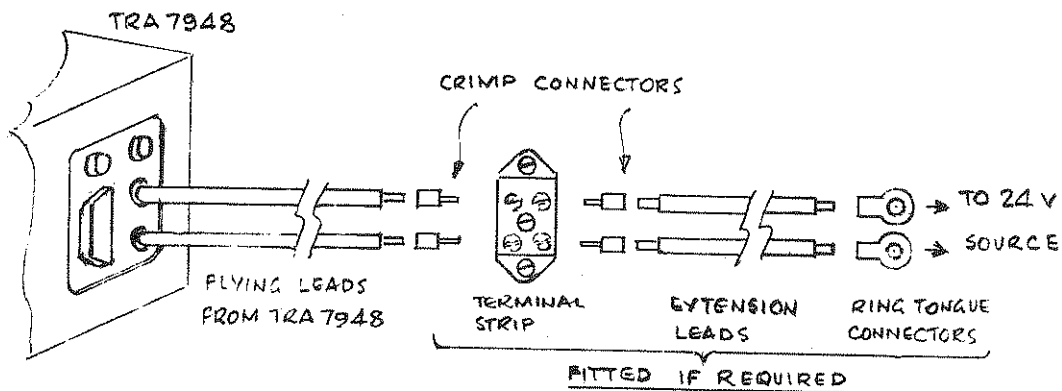 TRA 7948
CRIMP CONNECTORS
TO 24 V
SOURCE
FLYING LEADS
FROM TRA 7948
TERMINAL
STRIP
EXTENSION
LEADS
RING TONGUE
CONNECTORS
FITTED IF REQUIRED